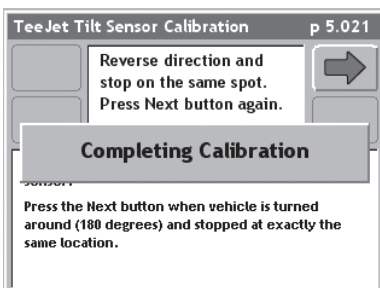 TeeJet Tilt Sensor Calibration p 5.021
Reverse direction and
stop on the same spot.
Press Next button again.
Completing Calibration
Press the Next button when vehicle is turned
around (180 degrees) and stopped at exactly the
same location.